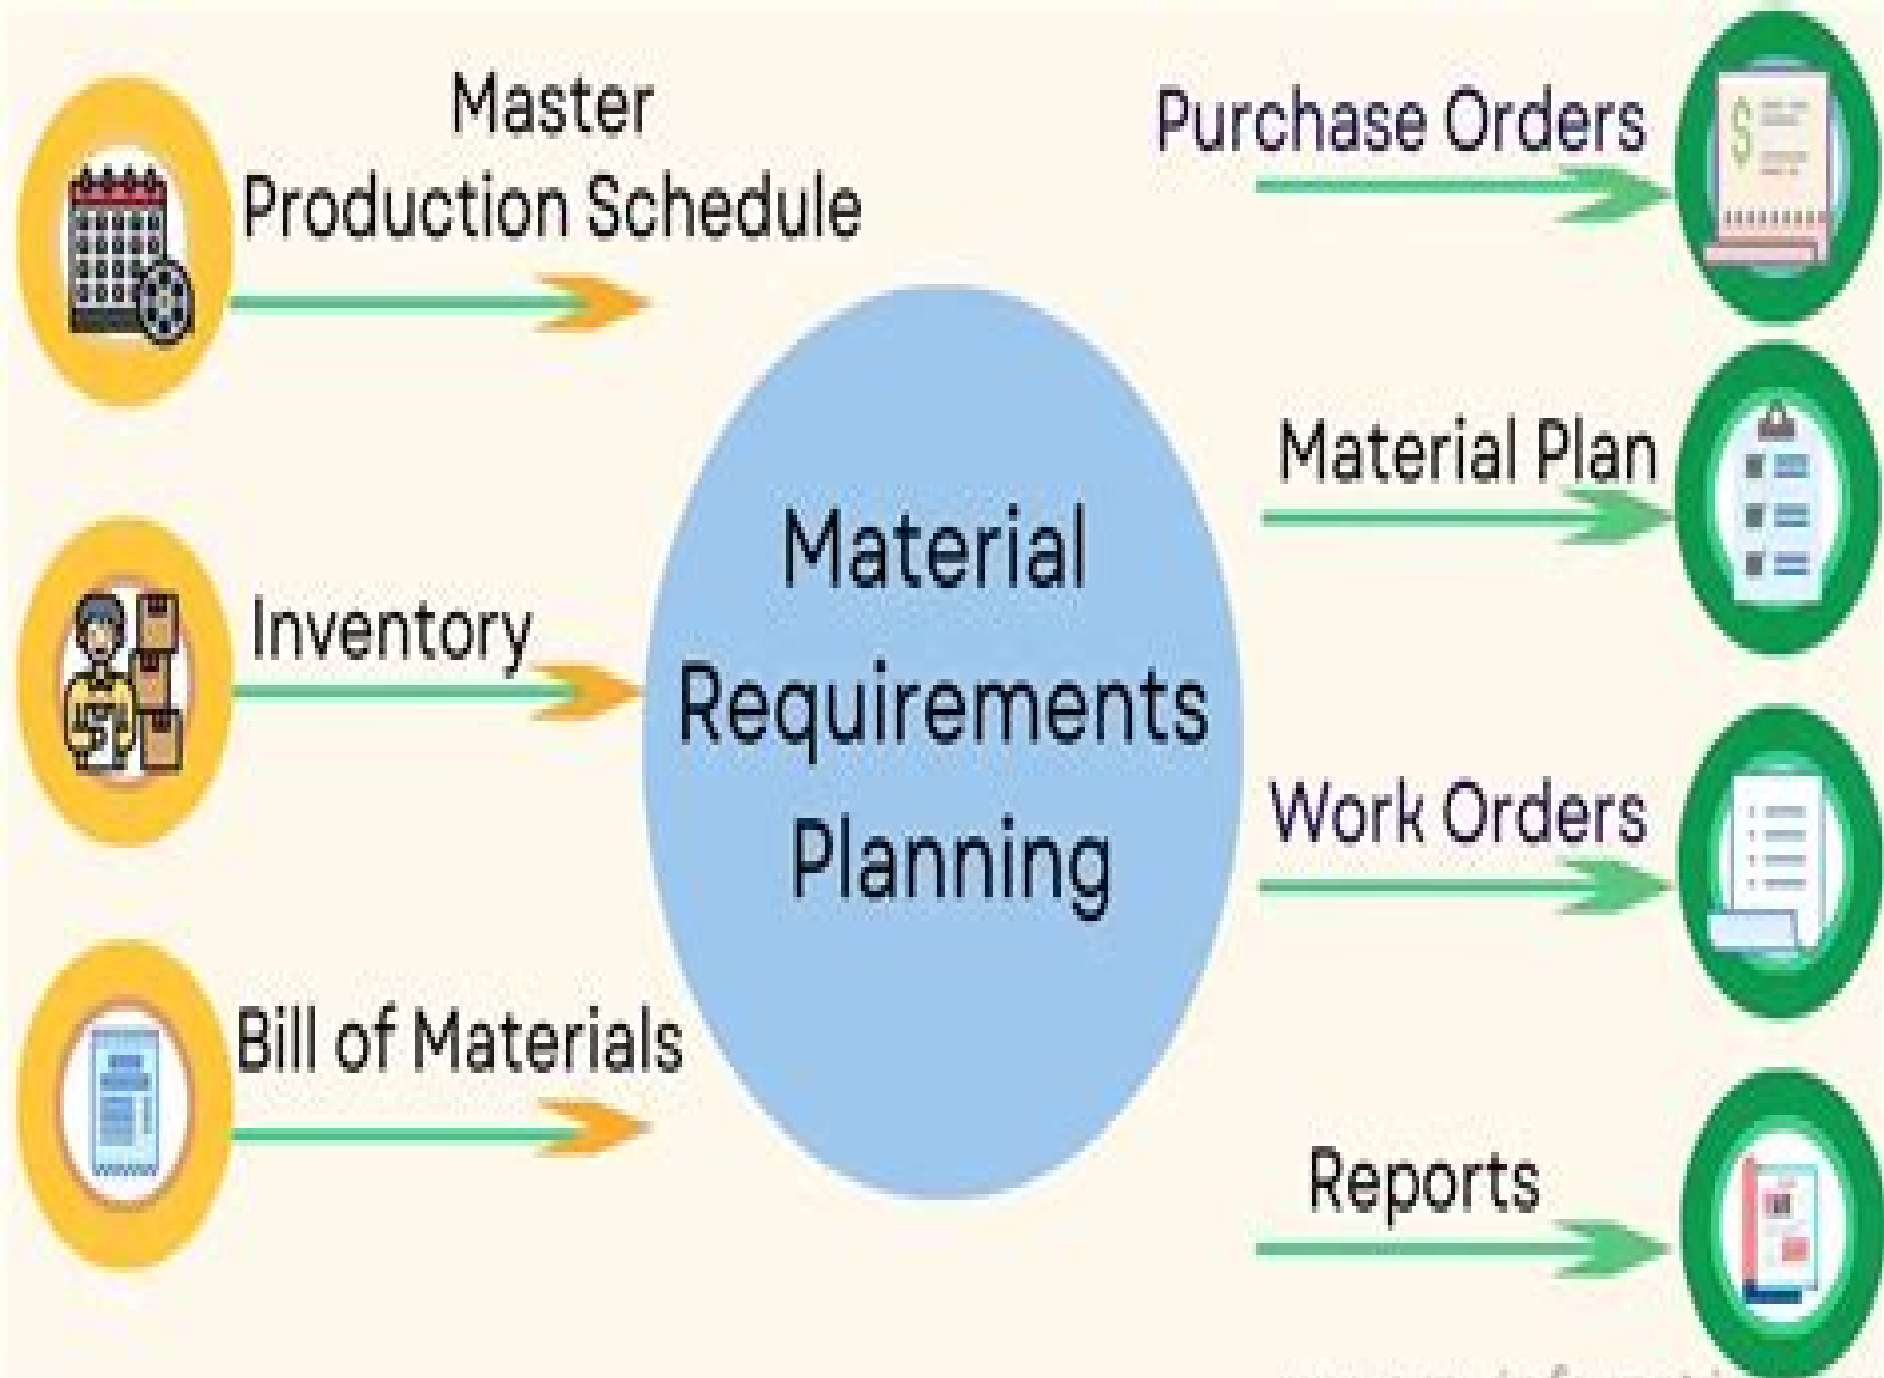 Master
Production Schedule
Inventory
Bill of Materials
Material
Requirements
Planning
Purchase Orders
Material Plan
Work Orders
Reports
$